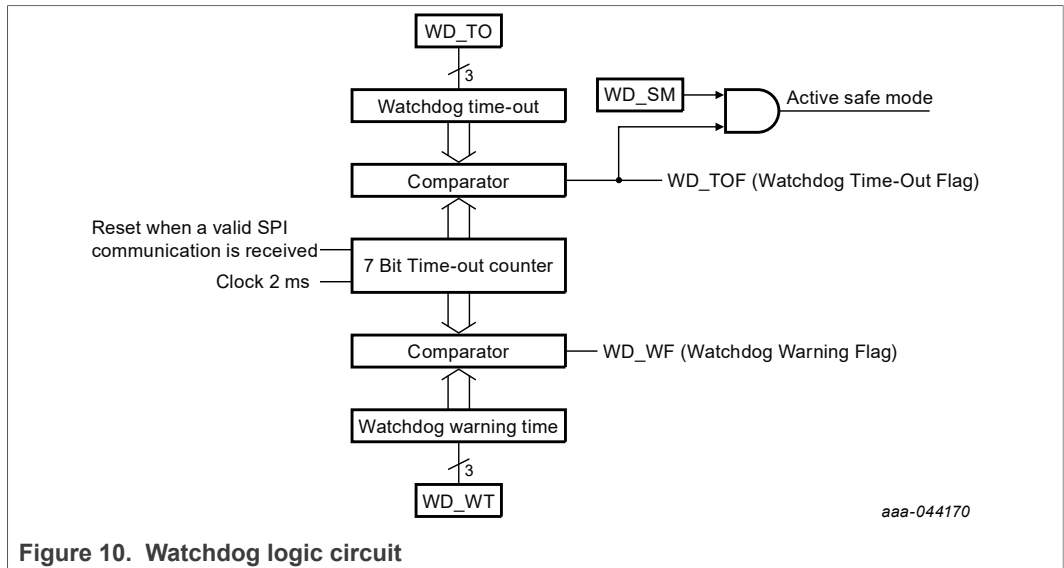 WD_TO
3
Watchdog time-out
WD_SM
Active safe mode
Comparator
WD_TOF (Watchdog Time-Out Flag)
Reset when a valid SPI
communication is received
7 Bit Time-out counter
Clock 2 ms
Comparator
WD_WF (Watchdog Warning Flag)
Watchdog warning time
3
WD_WT
aaa-044170
Figure 10. Watchdog logic circuit